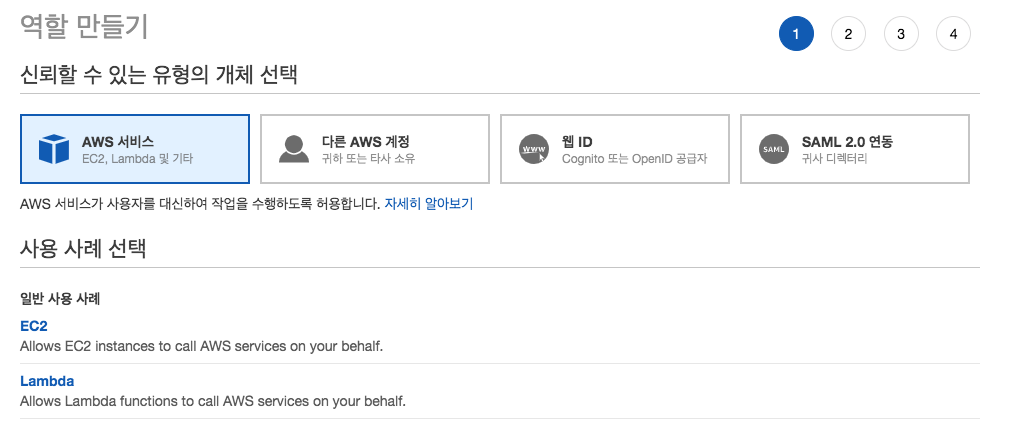 역할 만들기
1 2 3 4
신뢰할 수 있는 유형의 개체 선택
AWS 서비스
EC2, Lambda 및 기타
다른 AWS 계정
귀하 또는 타사 소유
www
웹 ID
Cognito 또는 OpenID 공급자
SAML
SAML 2.0 연동
귀사 디렉터리
AWS 서비스가 사용자를 대신하여 작업을 수행하도록 허용합니다. 자세히 알아보기
사용 사례 선택
일반 사용 사례
EC2
Allows EC2 instances to call AWS services on your behalf.
Lambda
Allows Lambda functions to call AWS services on your behalf.